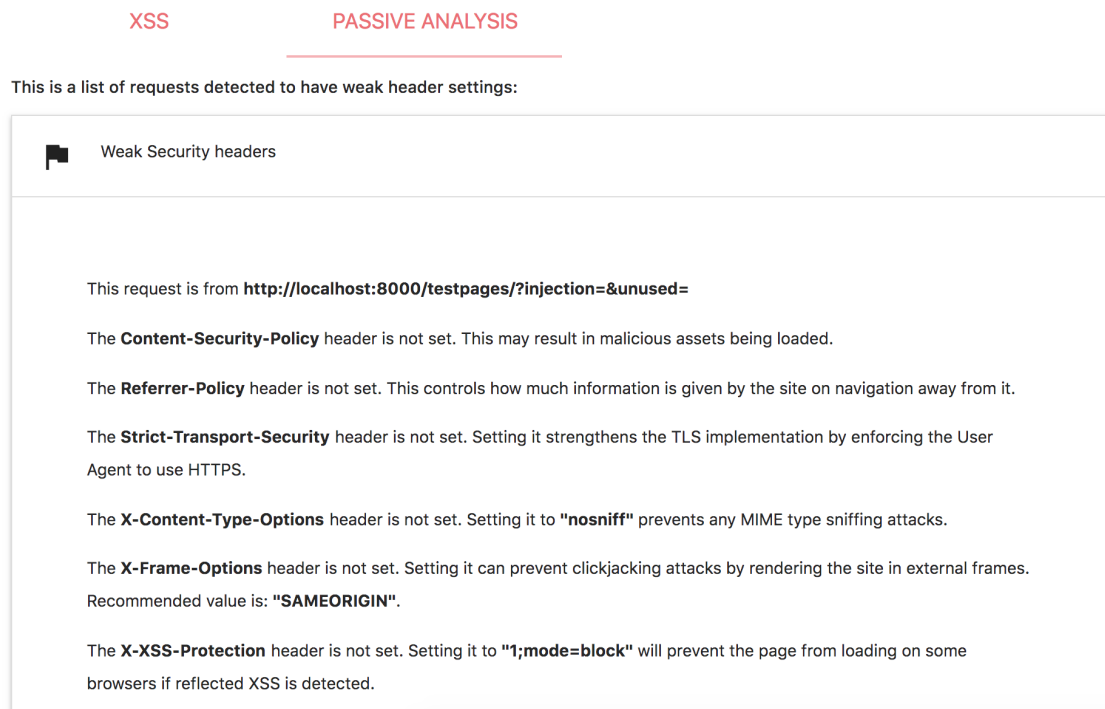 XSS PASSIVE ANALYSIS
This is a list of requests detected to have weak header settings:
Weak Security headers
This request is from http://localhost:8000/testpages/?injection=&unused=
The Content-Security-Policy header is not set. This may result in malicious assets being loaded.
The Referrer-Policy header is not set. This controls how much information is given by the site on navigation away from it.
The Strict-Transport-Security header is not set. Setting it strengthens the TLS implementation by enforcing the User
Agent to use HTTPS.
The X-Content-Type-Options header is not set. Setting it to "nosniff" prevents any MIME type sniffing attacks.
The X-Frame-Options header is not set. Setting it can prevent clickjacking attacks by rendering the site in external frames.
Recommended value is: "SAMEORIGIN".
The X-XSS-Protection header is not set. Setting it to "1;mode=block" will prevent the page from loading on some
browsers if reflected XSS is detected.